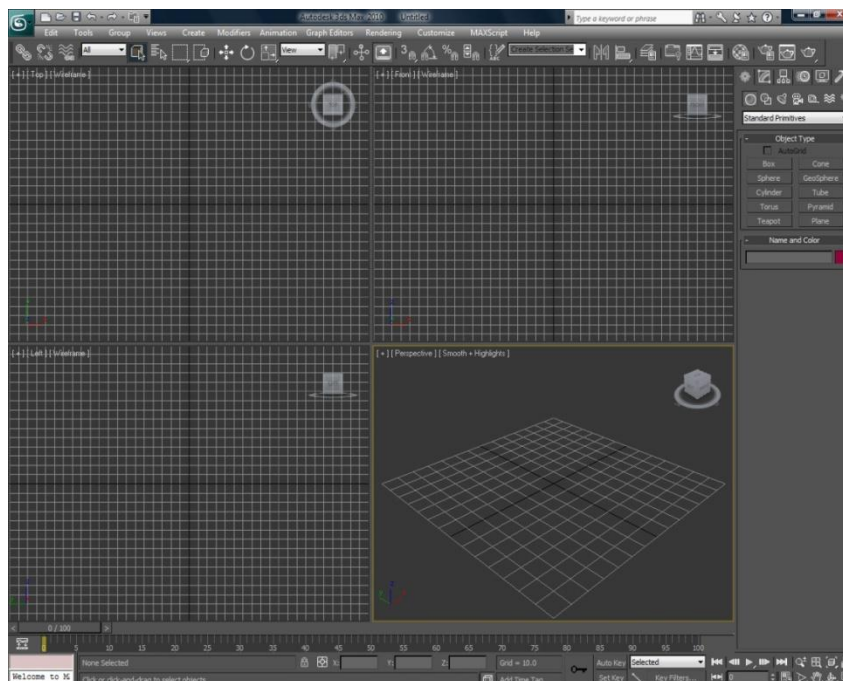 Autodesk 3ds Max 2010 Untitled
Type a keyword or phrase
Edit Tools Group Views Create Modifiers Animation Graph Editors Rendering Customize MAXScript Help
All
View
3
Create Selection Se
[ + ] [ Top ] [ Wireframe ]
[ + ] [ Front ] [ Wireframe ]
Standard Primitives
- Object Type
AutoGrid
Box Cone
Sphere GeoSphere
Cylinder Tube
Torus Pyramid
Teapot Plane
- Name and Color
[ + ] [ Left ] [ Wireframe ]
[ + ] [ Perspective ] [ Smooth + Highlights ]
< 0 / 100 >
5 10 15 20 25 30 35 40 45 50 55 60 65 70 75 80 85 90 95 100
None Selected X: Y: Z: Grid = 10.0 Auto Key Selected
Welcome to M Click or click-and-drag to select objects Add Time Tag Set Key Key Filters... 0